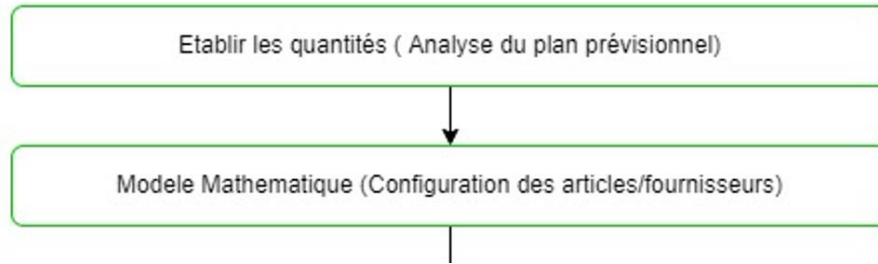 Etablir les quantités ( Analyse du plan prévisionnel)
Modele Mathematique (Configuration des articles/fournisseurs)